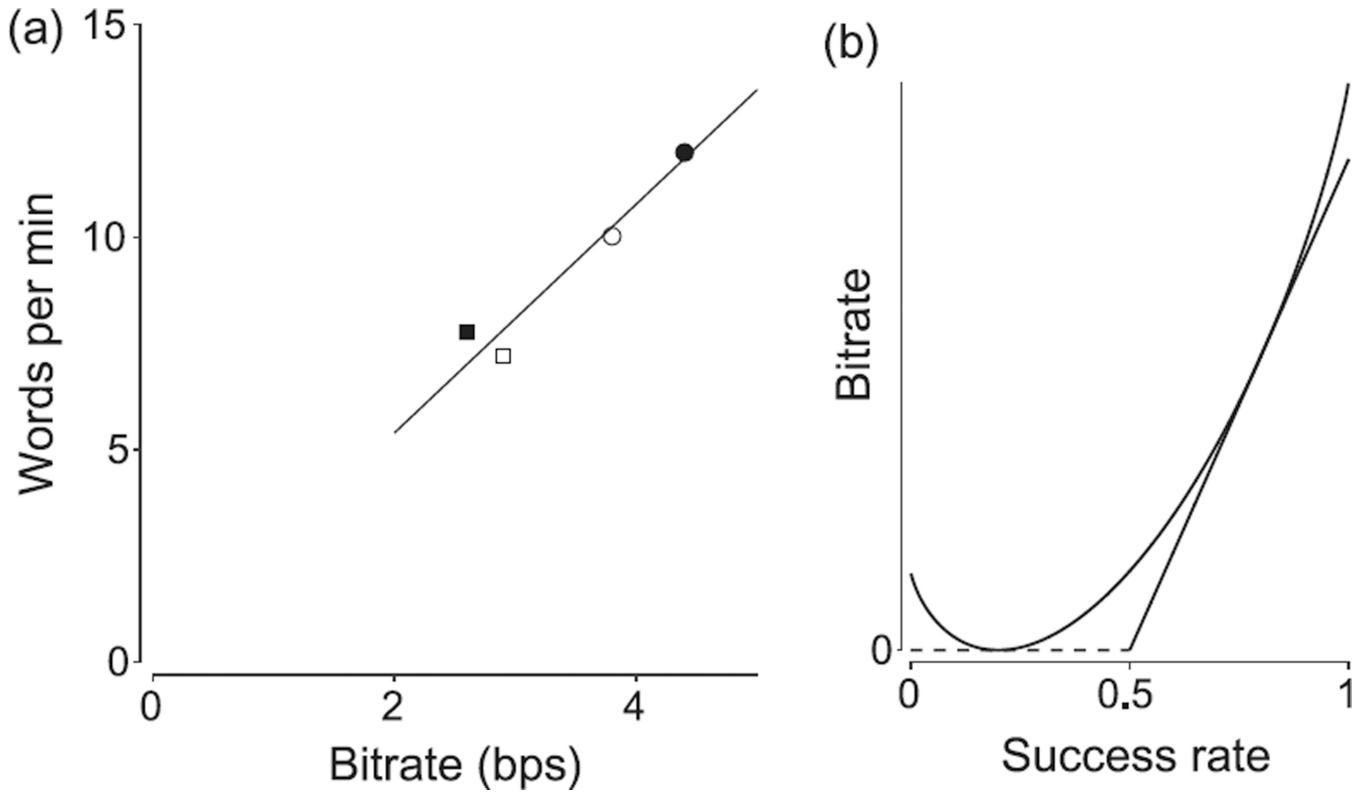 (a)
15
10
5
0
Words per min
0 2 4
Bitrate (bps)
(b)
Bitrate
0
0 0.5 1
Success rate